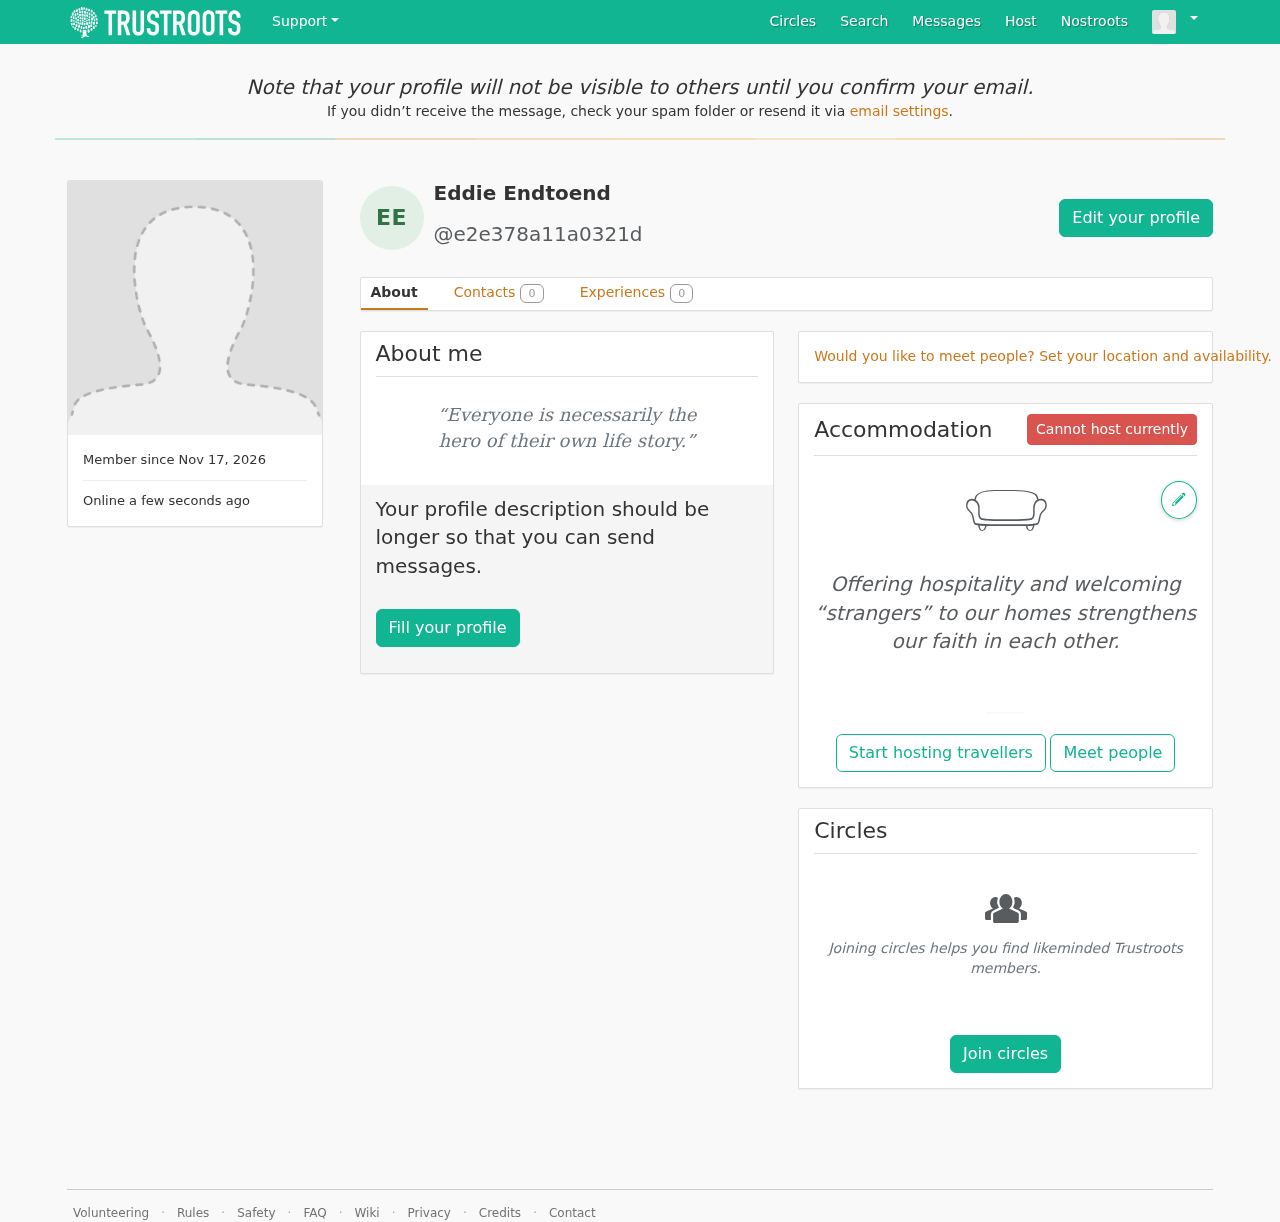 TRUSTROOTS Support Circles Search Messages Host Nostroots
Note that your profile will not be visible to others until you confirm your email.
If you didn’t receive the message, check your spam folder or resend it via email settings.
EE
Eddie Endtoend
@e2e378a11a0321d
Edit your profile
Member since Nov 17, 2026
Online a few seconds ago
About Contacts 0 Experiences 0
About me
“Everyone is necessarily the
hero of their own life story.”
Your profile description should be
longer so that you can send
messages.
Fill your profile
Would you like to meet people? Set your location and availability.
Accommodation Cannot host currently
Offering hospitality and welcoming
“strangers” to our homes strengthens
our faith in each other.
Start hosting travellers Meet people
Circles
Joining circles helps you find likeminded Trustroots
members.
Join circles
Volunteering · Rules · Safety · FAQ · Wiki · Privacy · Credits · Contact